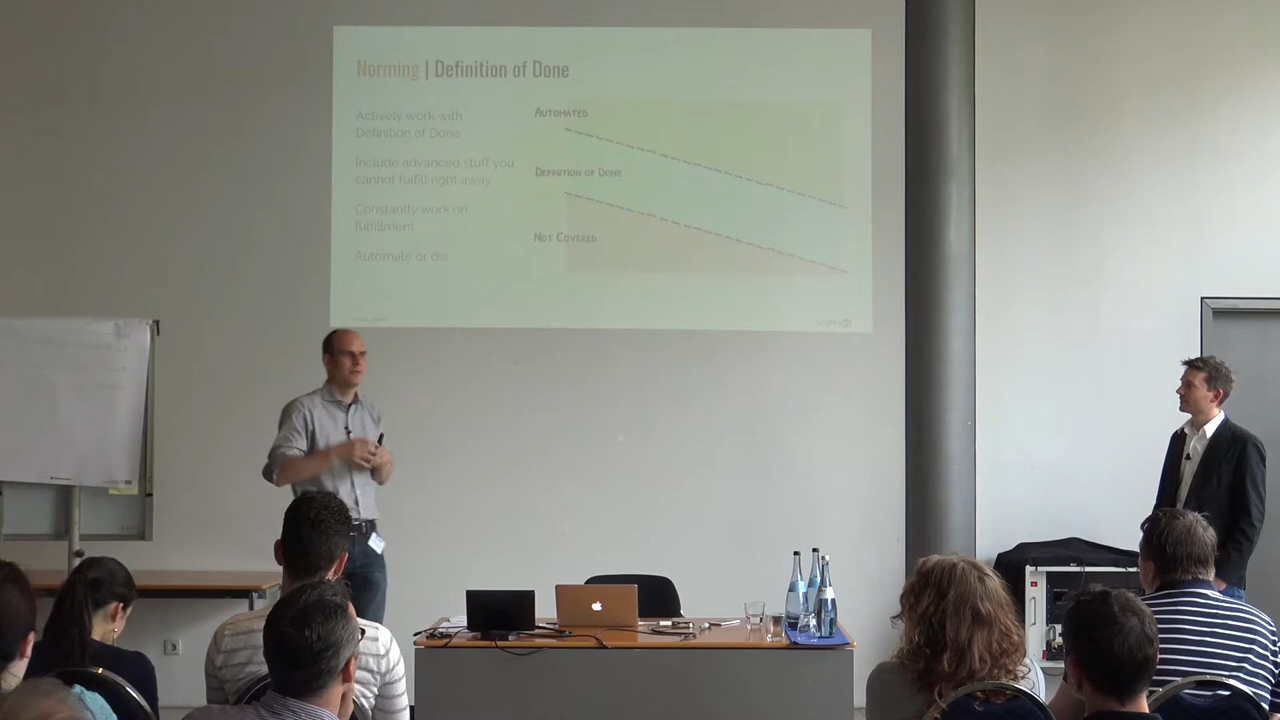 Norming | Definition of Done
Actively work with
Definition of Done
Include advanced stuff you
cannot fulfill right away
Constantly work on
fulfillment
Automate or die
AUTOMATED
DEFINITION OF DONE
NOT COVERED